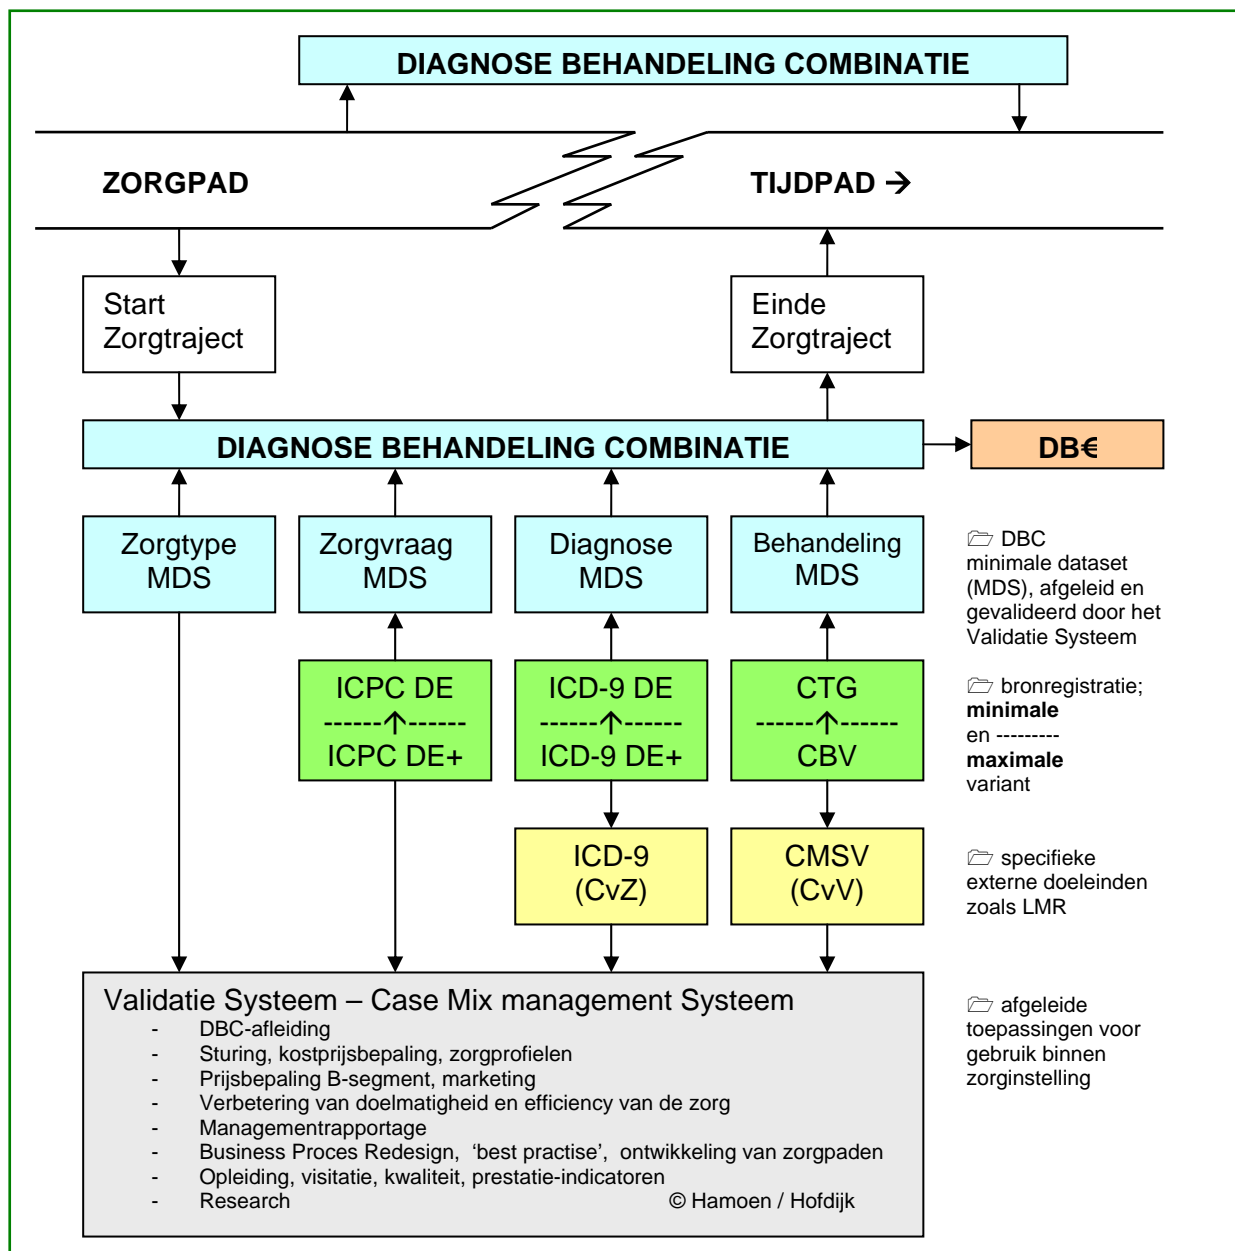 DIAGNOSE BEHANDELING COMBINATIE
ZORGPAD
TIJDPAD →
Start
Zorgtraject
Einde
Zorgtraject
DIAGNOSE BEHANDELING COMBINATIE
DB€
Zorgtype
MDS
Zorgvraag
MDS
Diagnose
MDS
Behandeling
MDS
DBC
minimale dataset
(MDS), afgeleid en
gevalideerd door het
Validatie Systeem
ICPC DE
------↑------
ICPC DE+
ICD-9 DE
------↑------
ICD-9 DE+
CTG
------↑------
CBV
bronregistratie;
minimale
en ---------
maximale
variant
ICD-9
(CvZ)
CMSV
(CvV)
specifieke
externe doeleinden
zoals LMR
Validatie Systeem – Case Mix management Systeem
- DBC-afleiding
- Sturing, kostprijsbepaling, zorgprofielen
- Prijsbepaling B-segment, marketing
- Verbetering van doelmatigheid en efficiency van de zorg
- Managementrapportage
- Business Proces Redesign, ‘best practise’, ontwikkeling van zorgpaden
- Opleiding, visitatie, kwaliteit, prestatie-indicatoren
- Research © Hamoen / Hofdijk
afgeleide
toepassingen voor
gebruik binnen
zorginstelling